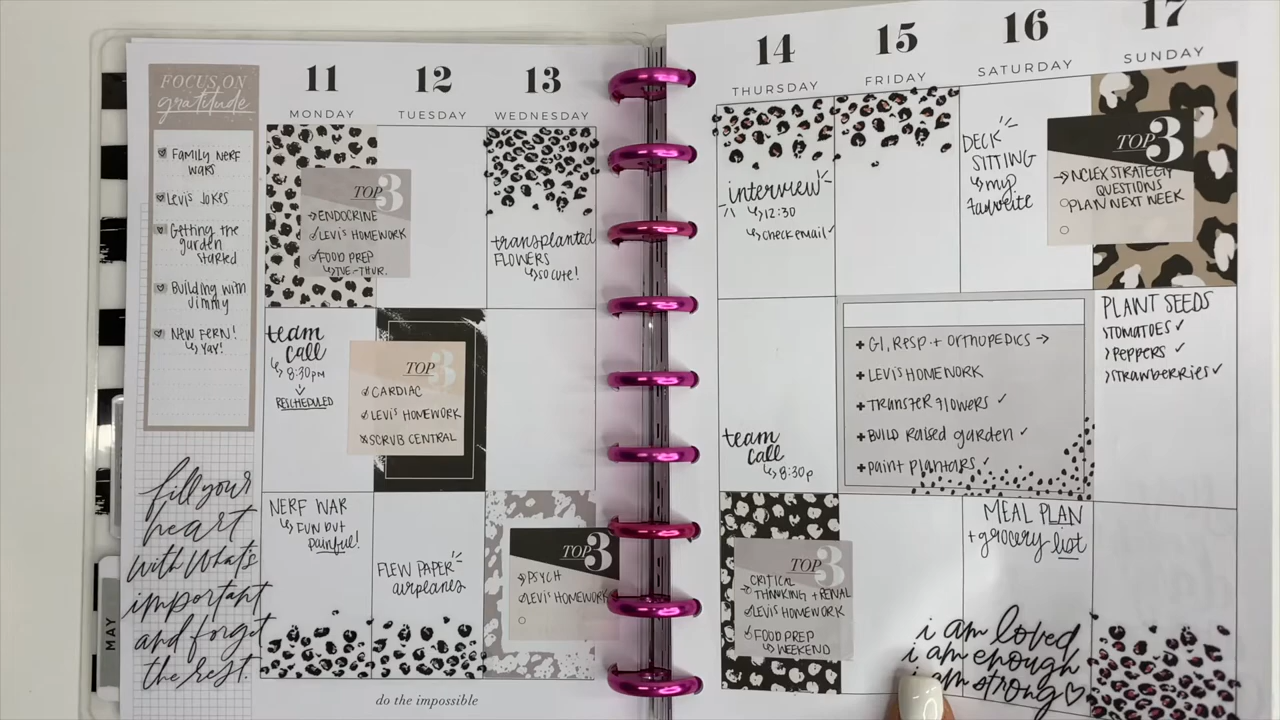 FOCUS ON
gratitude
FAMILY NERF
WARS
LEVI'S JOKES
Getting the
garden
started
Building with
Jimmy
NEW FERN!
YAY!
fill your
heart
with what's
important
and forget
the rest.
MAY
11
MONDAY
TOP 3
ENDOCRINE
LEVI'S HOMEWORK
FOOD PREP
TUE.-THUR.
team
call
8:30PM
RESCHEDULED
NERF WAR
FUN but
painful!
12
TUESDAY
TOP 3
CARDIAC
LEVI'S HOMEWORK
SCRUB CENTRAL
FLEW PAPER
airplanes
do the impossible
13
WEDNESDAY
transplanted
FLOWERS
SO CUTE!
TOP 3
PSYCH
LEVI'S HOMEWORK
14
THURSDAY
interview
12:30
check email
team
call
8:30p
TOP 3
CRITICAL
THINKING + RENAL
LEVI'S HOMEWORK
FOOD PREP
WEEKEND
15
FRIDAY
+ GI, RESP. + ORTHOPEDICS →
+ LEVI'S HOMEWORK
+ TRANSFER flowers ✓
+ BUILD Raised garden ✓
+ paint plantars ✓
16
SATURDAY
DECK
SITTING
my
favorite
MEAL PLAN
+ grocery list
i am loved
i am enough
i am strong
17
SUNDAY
TOP 3
NCLEX STRATEGY
QUESTIONS
PLAN NEXT WEEK
PLANT SEEDS
TOMATOES ✓
Peppers ✓
strawberries ✓